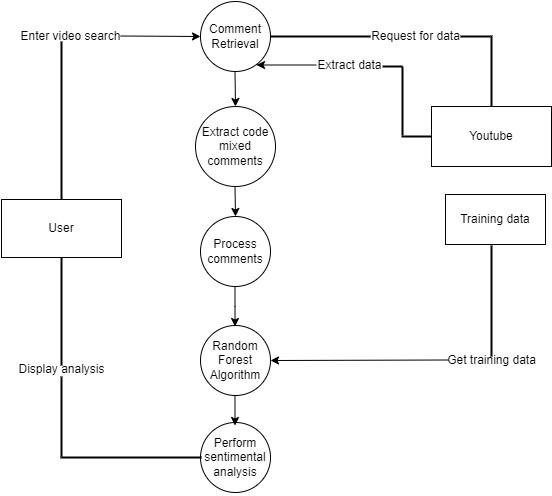 Enter video search
Comment
Retrieval
Request for data
Extract data
Extract code
mixed
comments
Youtube
User
Training data
Process
comments
Random
Forest
Algorithm
Get training data
Display analysis
Perform
sentimental
analysis